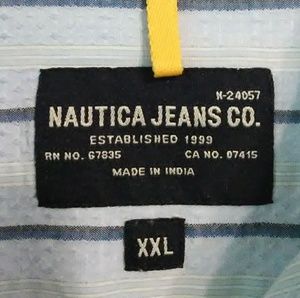 N-24057
NAUTICA JEANS CO.
ESTABLISHED 1999
RN NO. 67835 CA NO. 07415
MADE IN INDIA
XXL